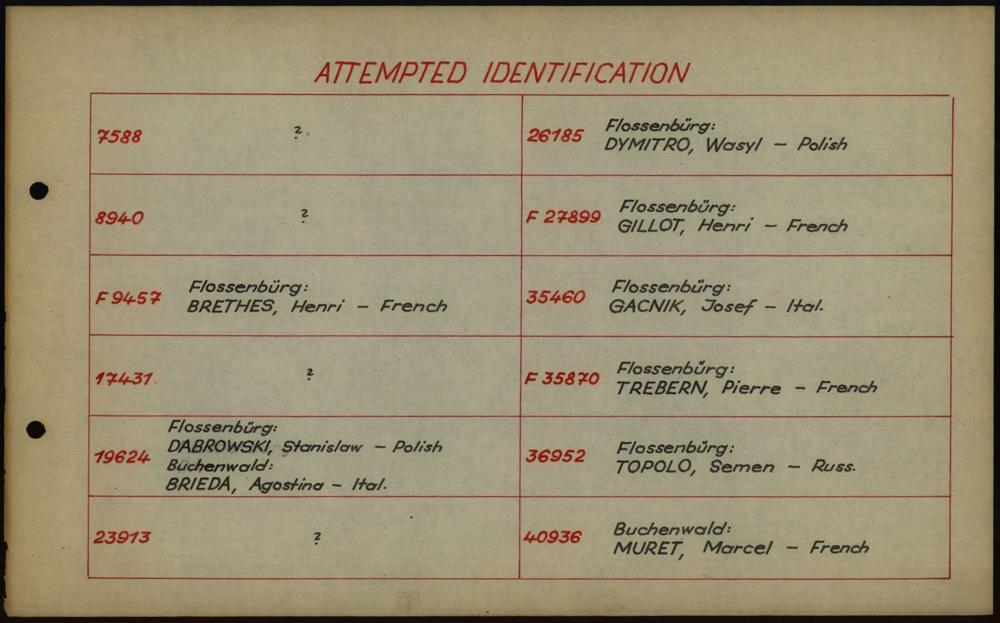 ATTEMPTED IDENTIFICATION
7588 ?
8940 ?
F 9457 Flossenbürg:
BRETHES, Henri – French
17431. ?
19624 Flossenbürg:
DABROWSKI, Stanislaw – Polish
Buchenwald:
BRIEDA, Agostina – Ital.
23913 ?
26185 Flossenbürg:
DYMITRO, Wasyl – Polish
F 27899 Flossenbürg:
GILLOT, Henri – French
35460 Flossenbürg:
GACNIK, Josef – Ital.
F 35870 Flossenbürg:
TREBERN, Pierre – French
36952 Flossenbürg:
TOPOLO, Semen – Russ.
40936 Buchenwald:
MURET, Marcel – French